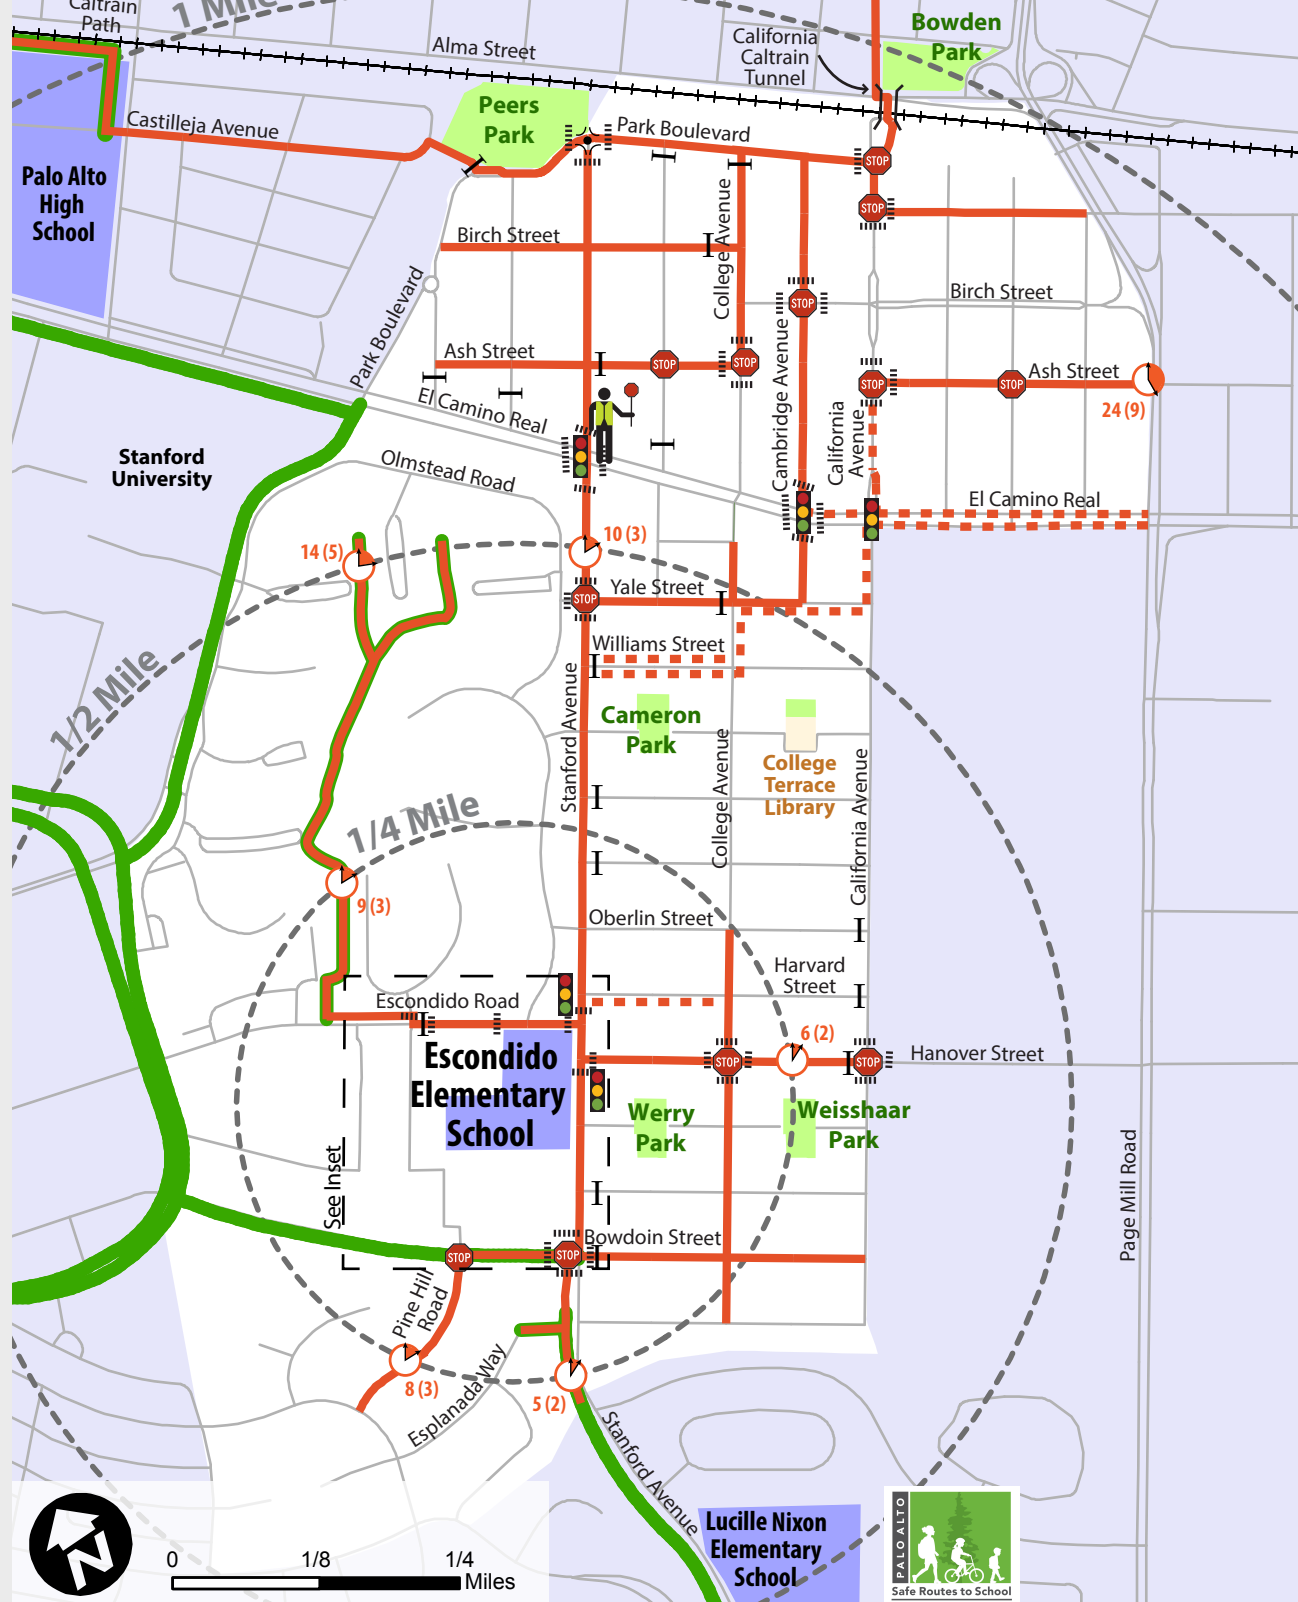 Caltrain
Path
1 Mile
Alma Street
California
Caltrain
Tunnel
Bowden
Park
Peers
Park
Castilleja Avenue
Park Boulevard
STOP
Palo Alto
High
School
STOP
College Avenue
Birch Street
Park Boulevard
Birch Street
STOP
Ash Street
STOP
STOP
Cambridge Avenue
STOP
STOP
Ash Street
24 (9)
El Camino Real
California
Avenue
Stanford
University
Olmstead Road
El Camino Real
14 (5)
10 (3)
Yale Street
STOP
1/2 Mile
Williams Street
Stanford Avenue
Cameron
Park
College Avenue
College
Terrace
Library
California Avenue
1/4 Mile
9 (3)
Oberlin Street
Harvard
Street
Escondido Road
6 (2)
Escondido
Elementary
School
STOP
STOP
Hanover Street
Werry
Park
Weisshaar
Park
See Inset
Page Mill Road
Bowdoin Street
STOP
STOP
Pine Hill
Road
8 (3)
Esplanada Way
5 (2)
Stanford Avenue
Lucille Nixon
Elementary
School
N
0 1/8 1/4
Miles
PALO ALTO
Safe Routes to School